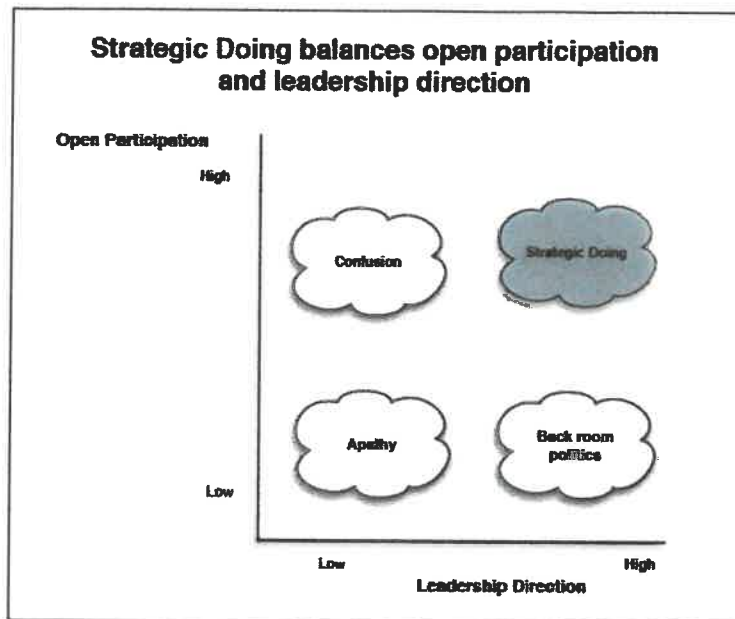 Strategic Doing balances open participation
and leadership direction
Open Participation
High
Confusion
Strategic Doing
Apathy
Back room
politics
Low
Low
High
Leadership Direction